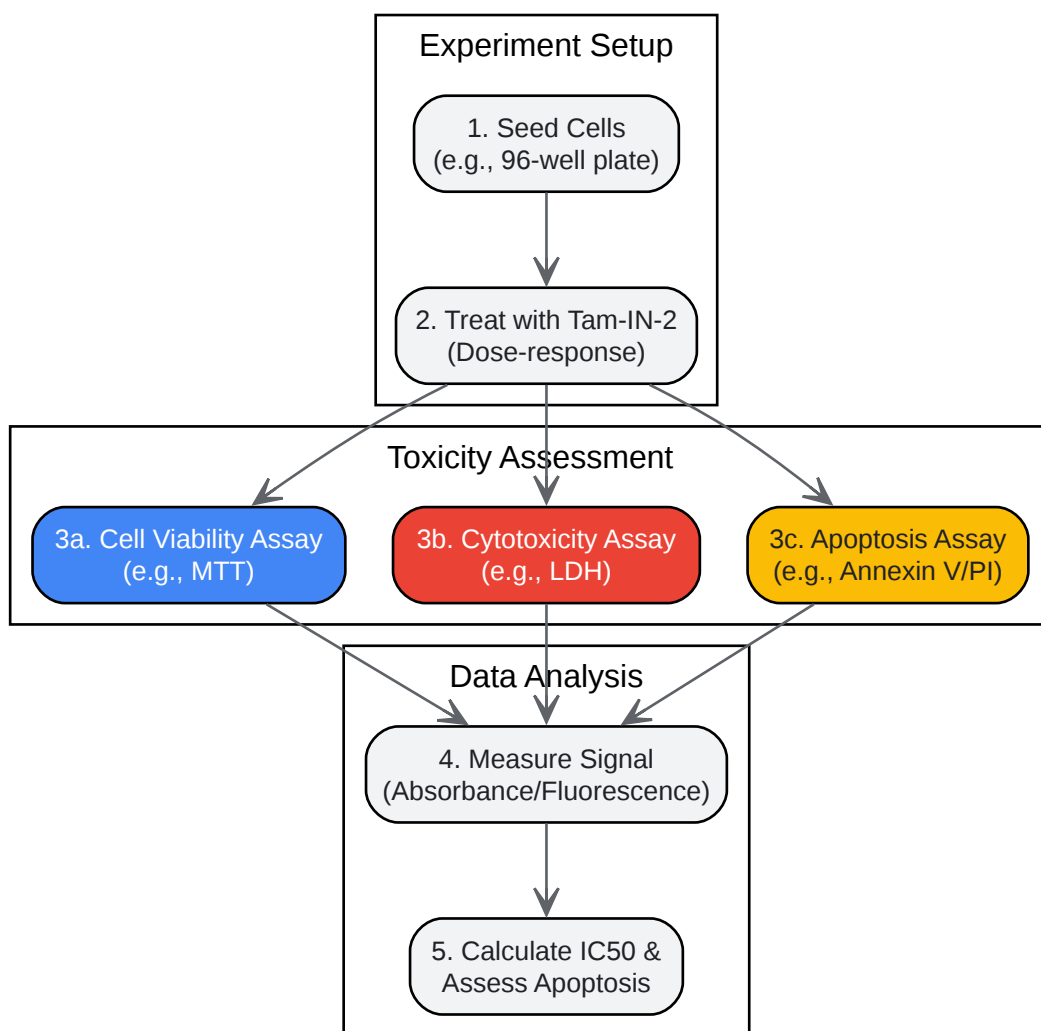 Experiment Setup
1. Seed Cells
(e.g., 96-well plate)
2. Treat with Tam-IN-2
(Dose-response)
Toxicity Assessment
3a. Cell Viability Assay
(e.g., MTT)
3b. Cytotoxicity Assay
(e.g., LDH)
3c. Apoptosis Assay
(e.g., Annexin V/PI)
Data Analysis
4. Measure Signal
(Absorbance/Fluorescence)
5. Calculate IC50 &
Assess Apoptosis